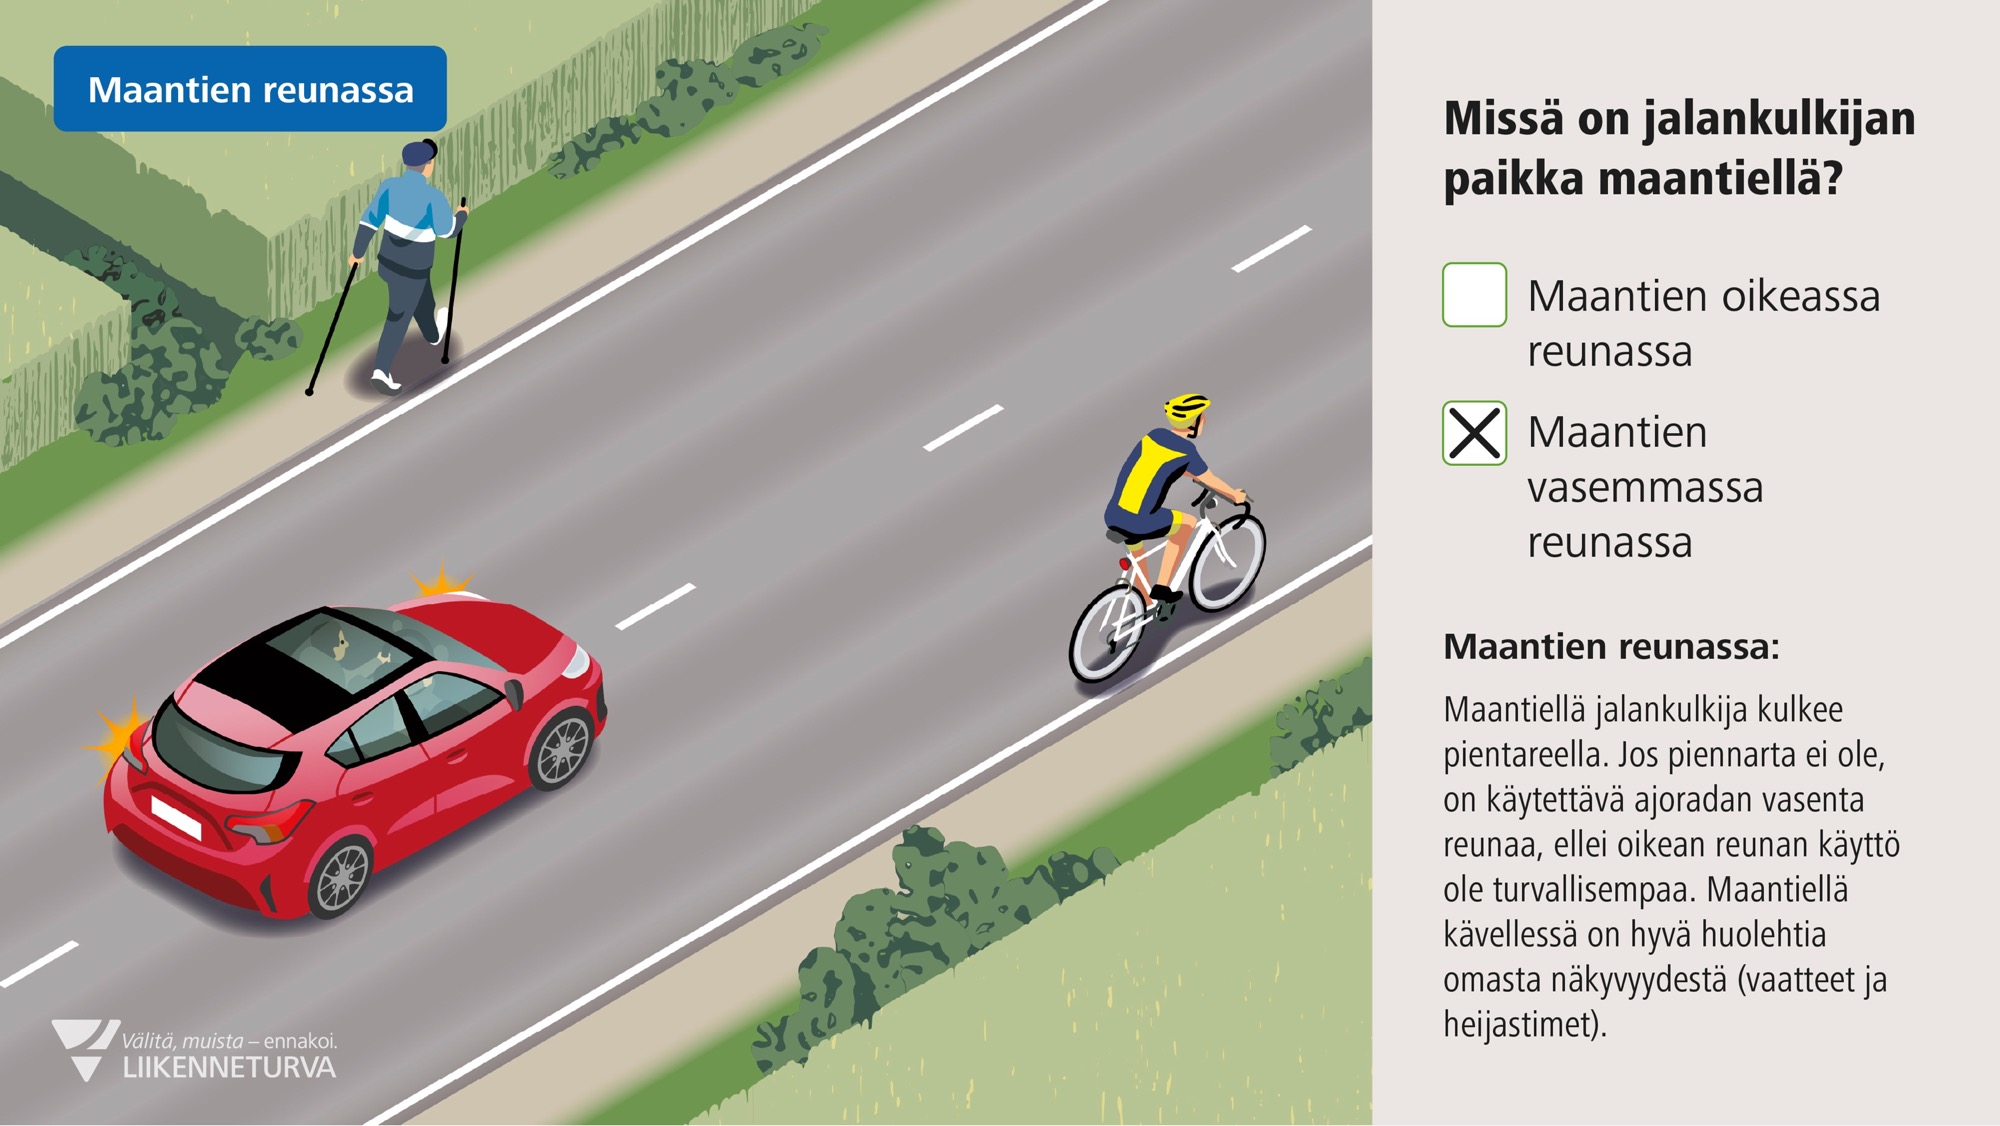 Maantien reunassa
Missä on jalankulkijan
paikka maantiellä?
Maantien oikeassa
reunassa
Maantien
vasemmassa
reunassa
Maantien reunassa:
Maantiellä jalankulkija kulkee
pientareella. Jos piennarta ei ole,
on käytettävä ajoradan vasenta
reunaa, ellei oikean reunan käyttö
ole turvallisempaa. Maantiellä
kävellessä on hyvä huolehtia
omasta näkyvyydestä (vaatteet ja
heijastimet).
Välitä, muista – ennakoi.
LIIKENNETURVA